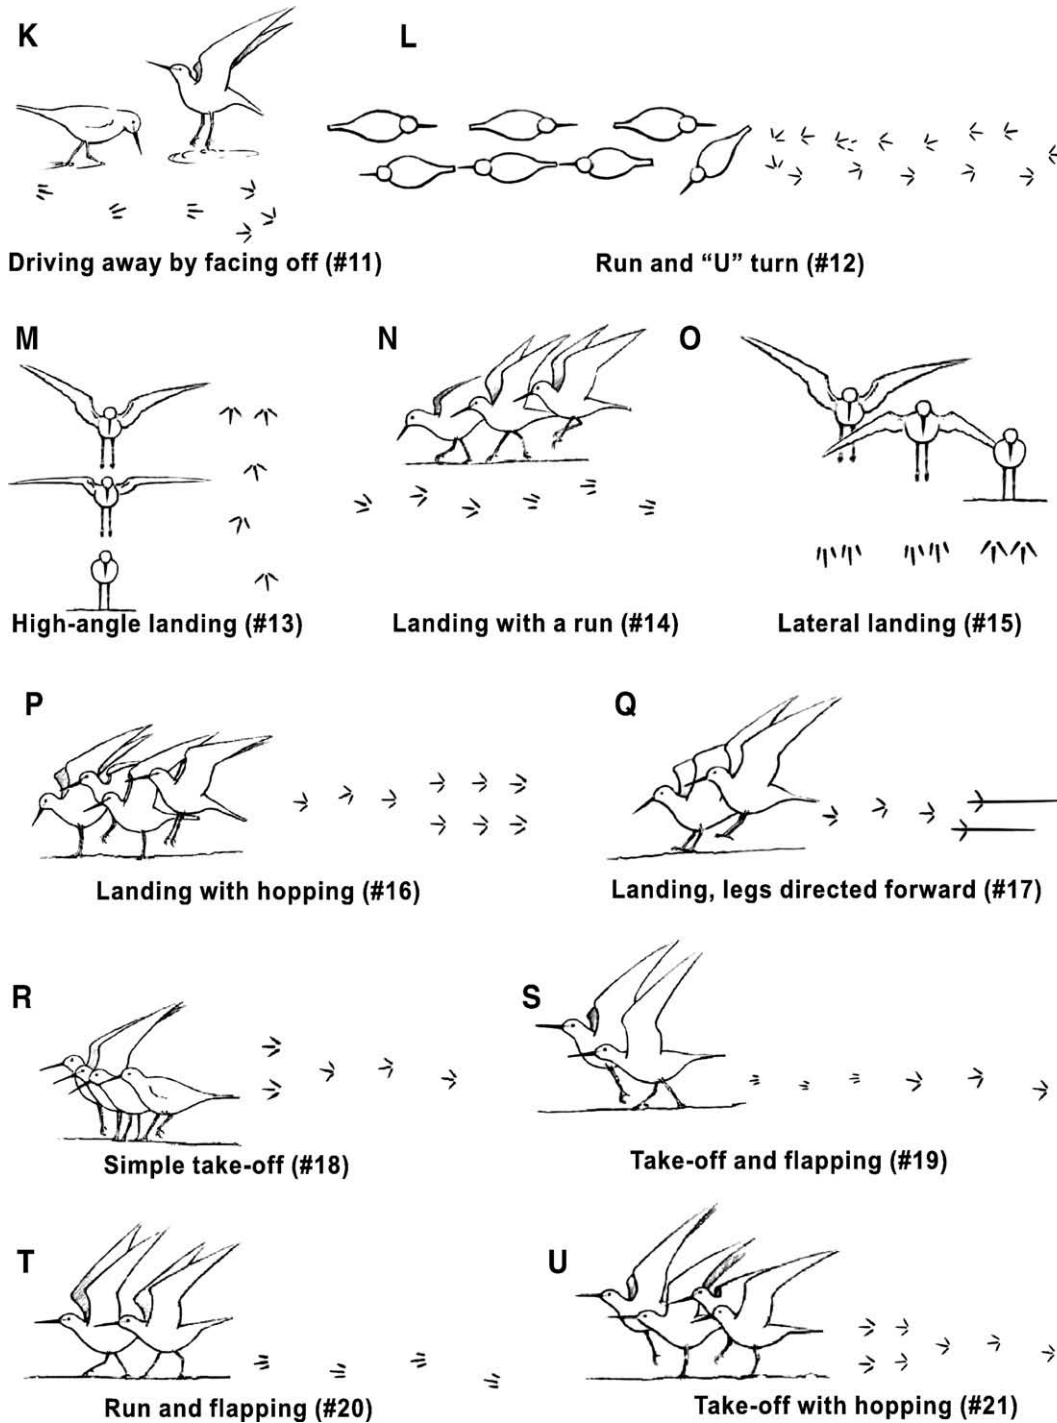 K
L
Driving away by facing off (#11)
Run and “U” turn (#12)
M
N
O
High-angle landing (#13)
Landing with a run (#14)
Lateral landing (#15)
P
Q
Landing with hopping (#16)
Landing, legs directed forward (#17)
R
S
Simple take-off (#18)
Take-off and flapping (#19)
T
U
Run and flapping (#20)
Take-off with hopping (#21)